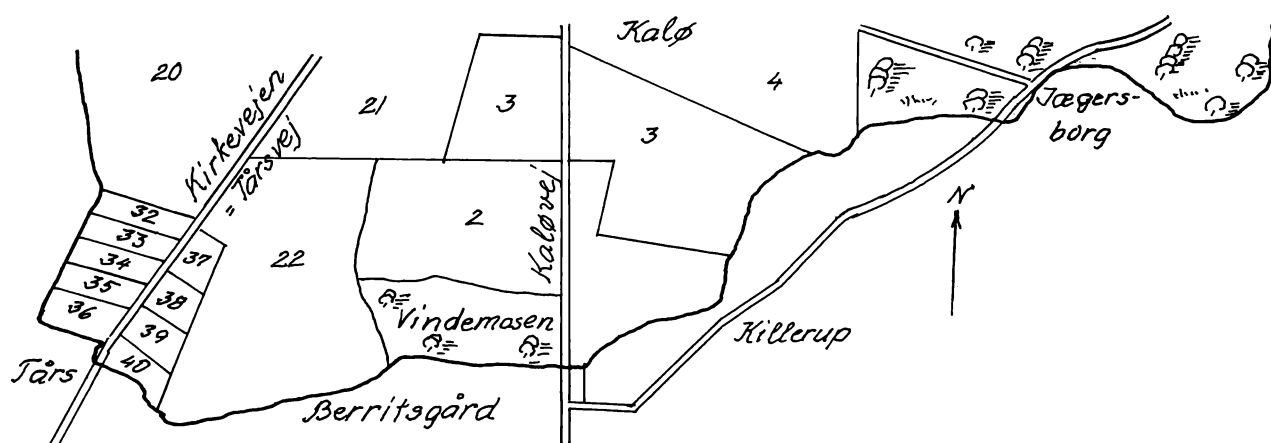 Kalø
20
21
3
4
3
Kirkevejen
= Tårsvej
Jægers-
borg
N
32
33
34
35
36
37
38
39
40
22
2
Kaløvej
Vindemosen
Killerup
Tårs
Berritsgård